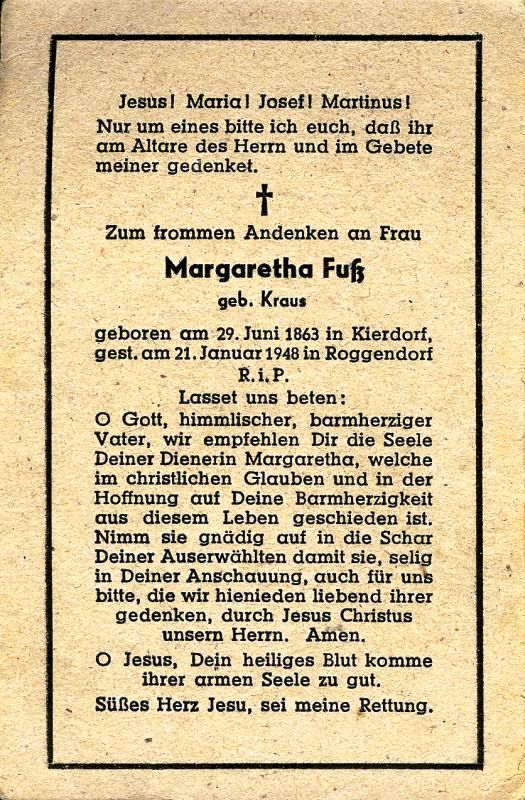 Jesus! Maria! Josef! Martinus!
Nur um eines bitte ich euch, daß ihr
am Altare des Herrn und im Gebete
meiner gedenket.
Zum frommen Andenken an Frau
Margaretha Fuß
geb. Kraus
geboren am 29. Juni 1863 in Kierdorf,
gest. am 21. Januar 1948 in Roggendorf
R. i. P.
Lasset uns beten:
O Gott, himmlischer, barmherziger
Vater, wir empfehlen Dir die Seele
Deiner Dienerin Margaretha, welche
im christlichen Glauben und in der
Hoffnung auf Deine Barmherzigkeit
aus diesem Leben geschieden ist.
Nimm sie gnädig auf in die Schar
Deiner Auserwählten damit sie, selig
in Deiner Anschauung, auch für uns
bitte, die wir hienieden liebend ihrer
gedenken, durch Jesus Christus
unsern Herrn. Amen.
O Jesus, Dein heiliges Blut komme
ihrer armen Seele zu gut.
Süßes Herz Jesu, sei meine Rettung.